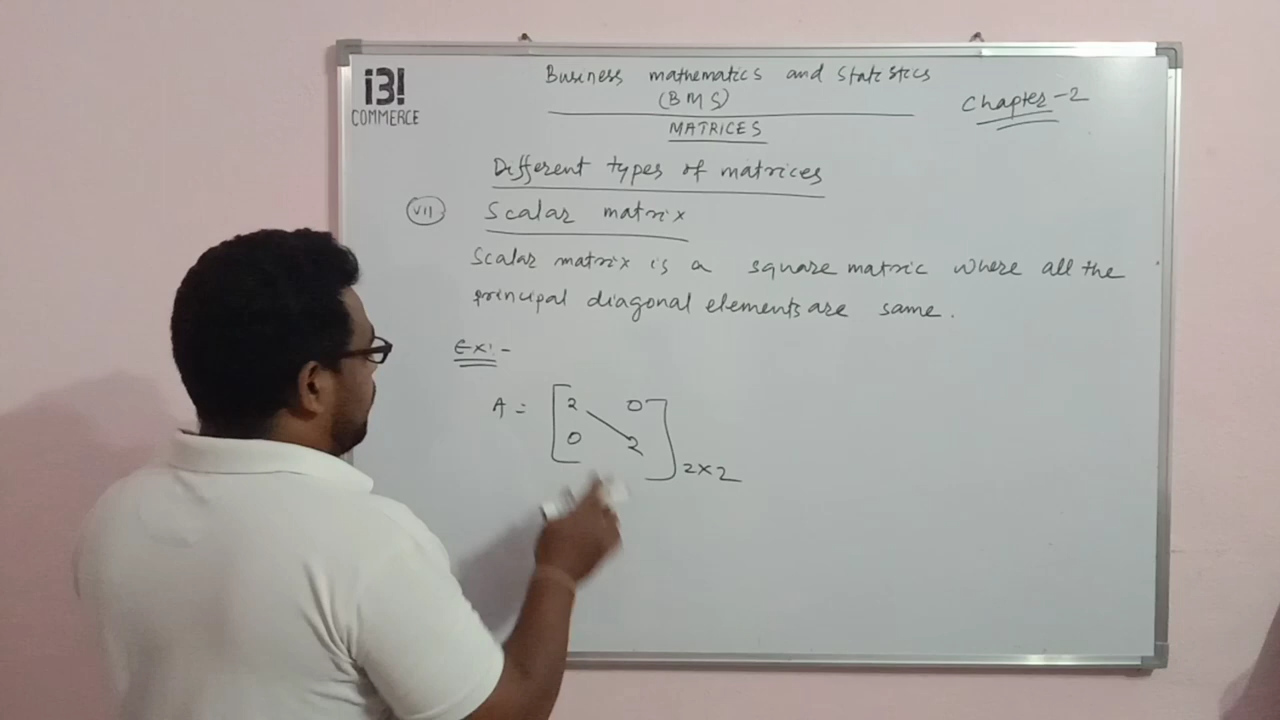 i3!
COMMERCE
Business mathematics and statistics
(BMS)
Chapter-2
MATRICES
Different types of matrices
VII Scalar matrix
Scalar matrix is a square matric where all the
principal diagonal elements are same.
Ex:-
A = [2 0
0 2] 2x2